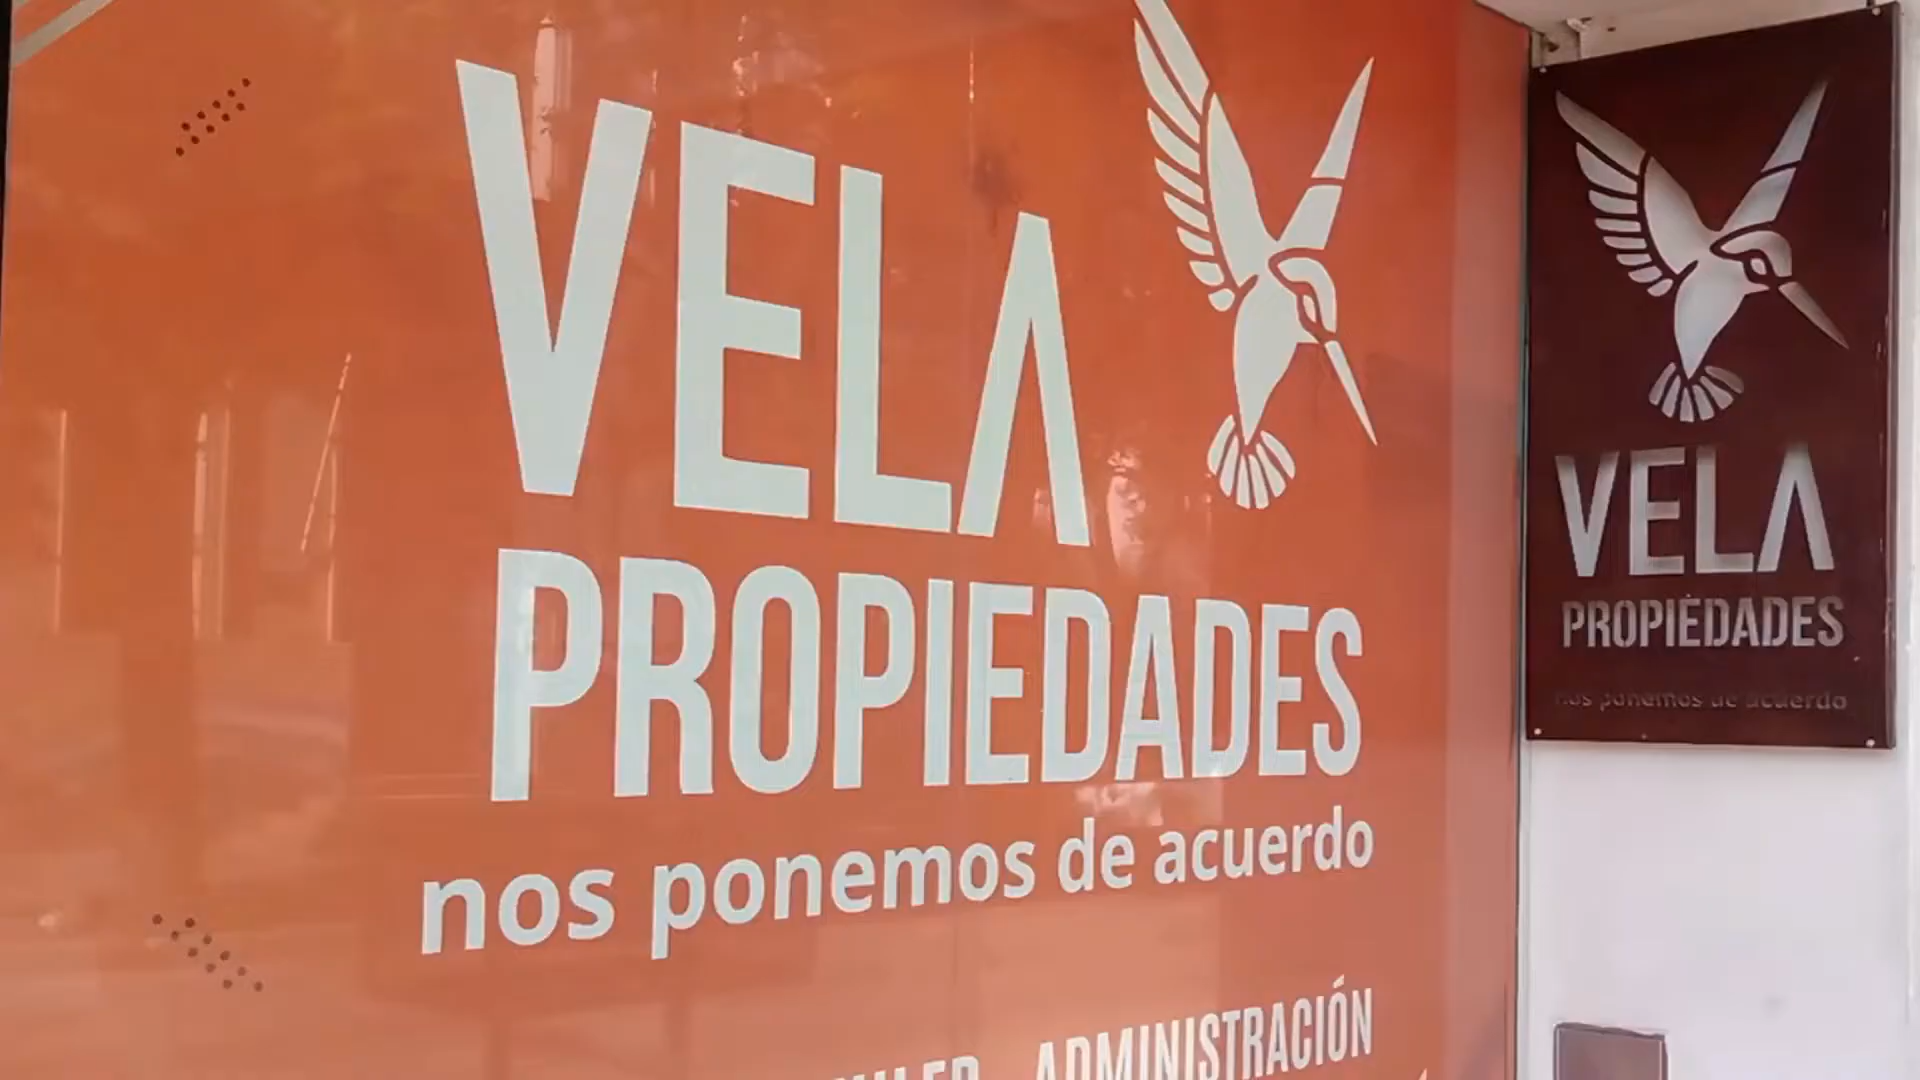 VELA
PROPIEDADES
nos ponemos de acuerdo
ADMINISTRACIÓN
VELA
PROPIEDADES
nos ponemos de acuerdo